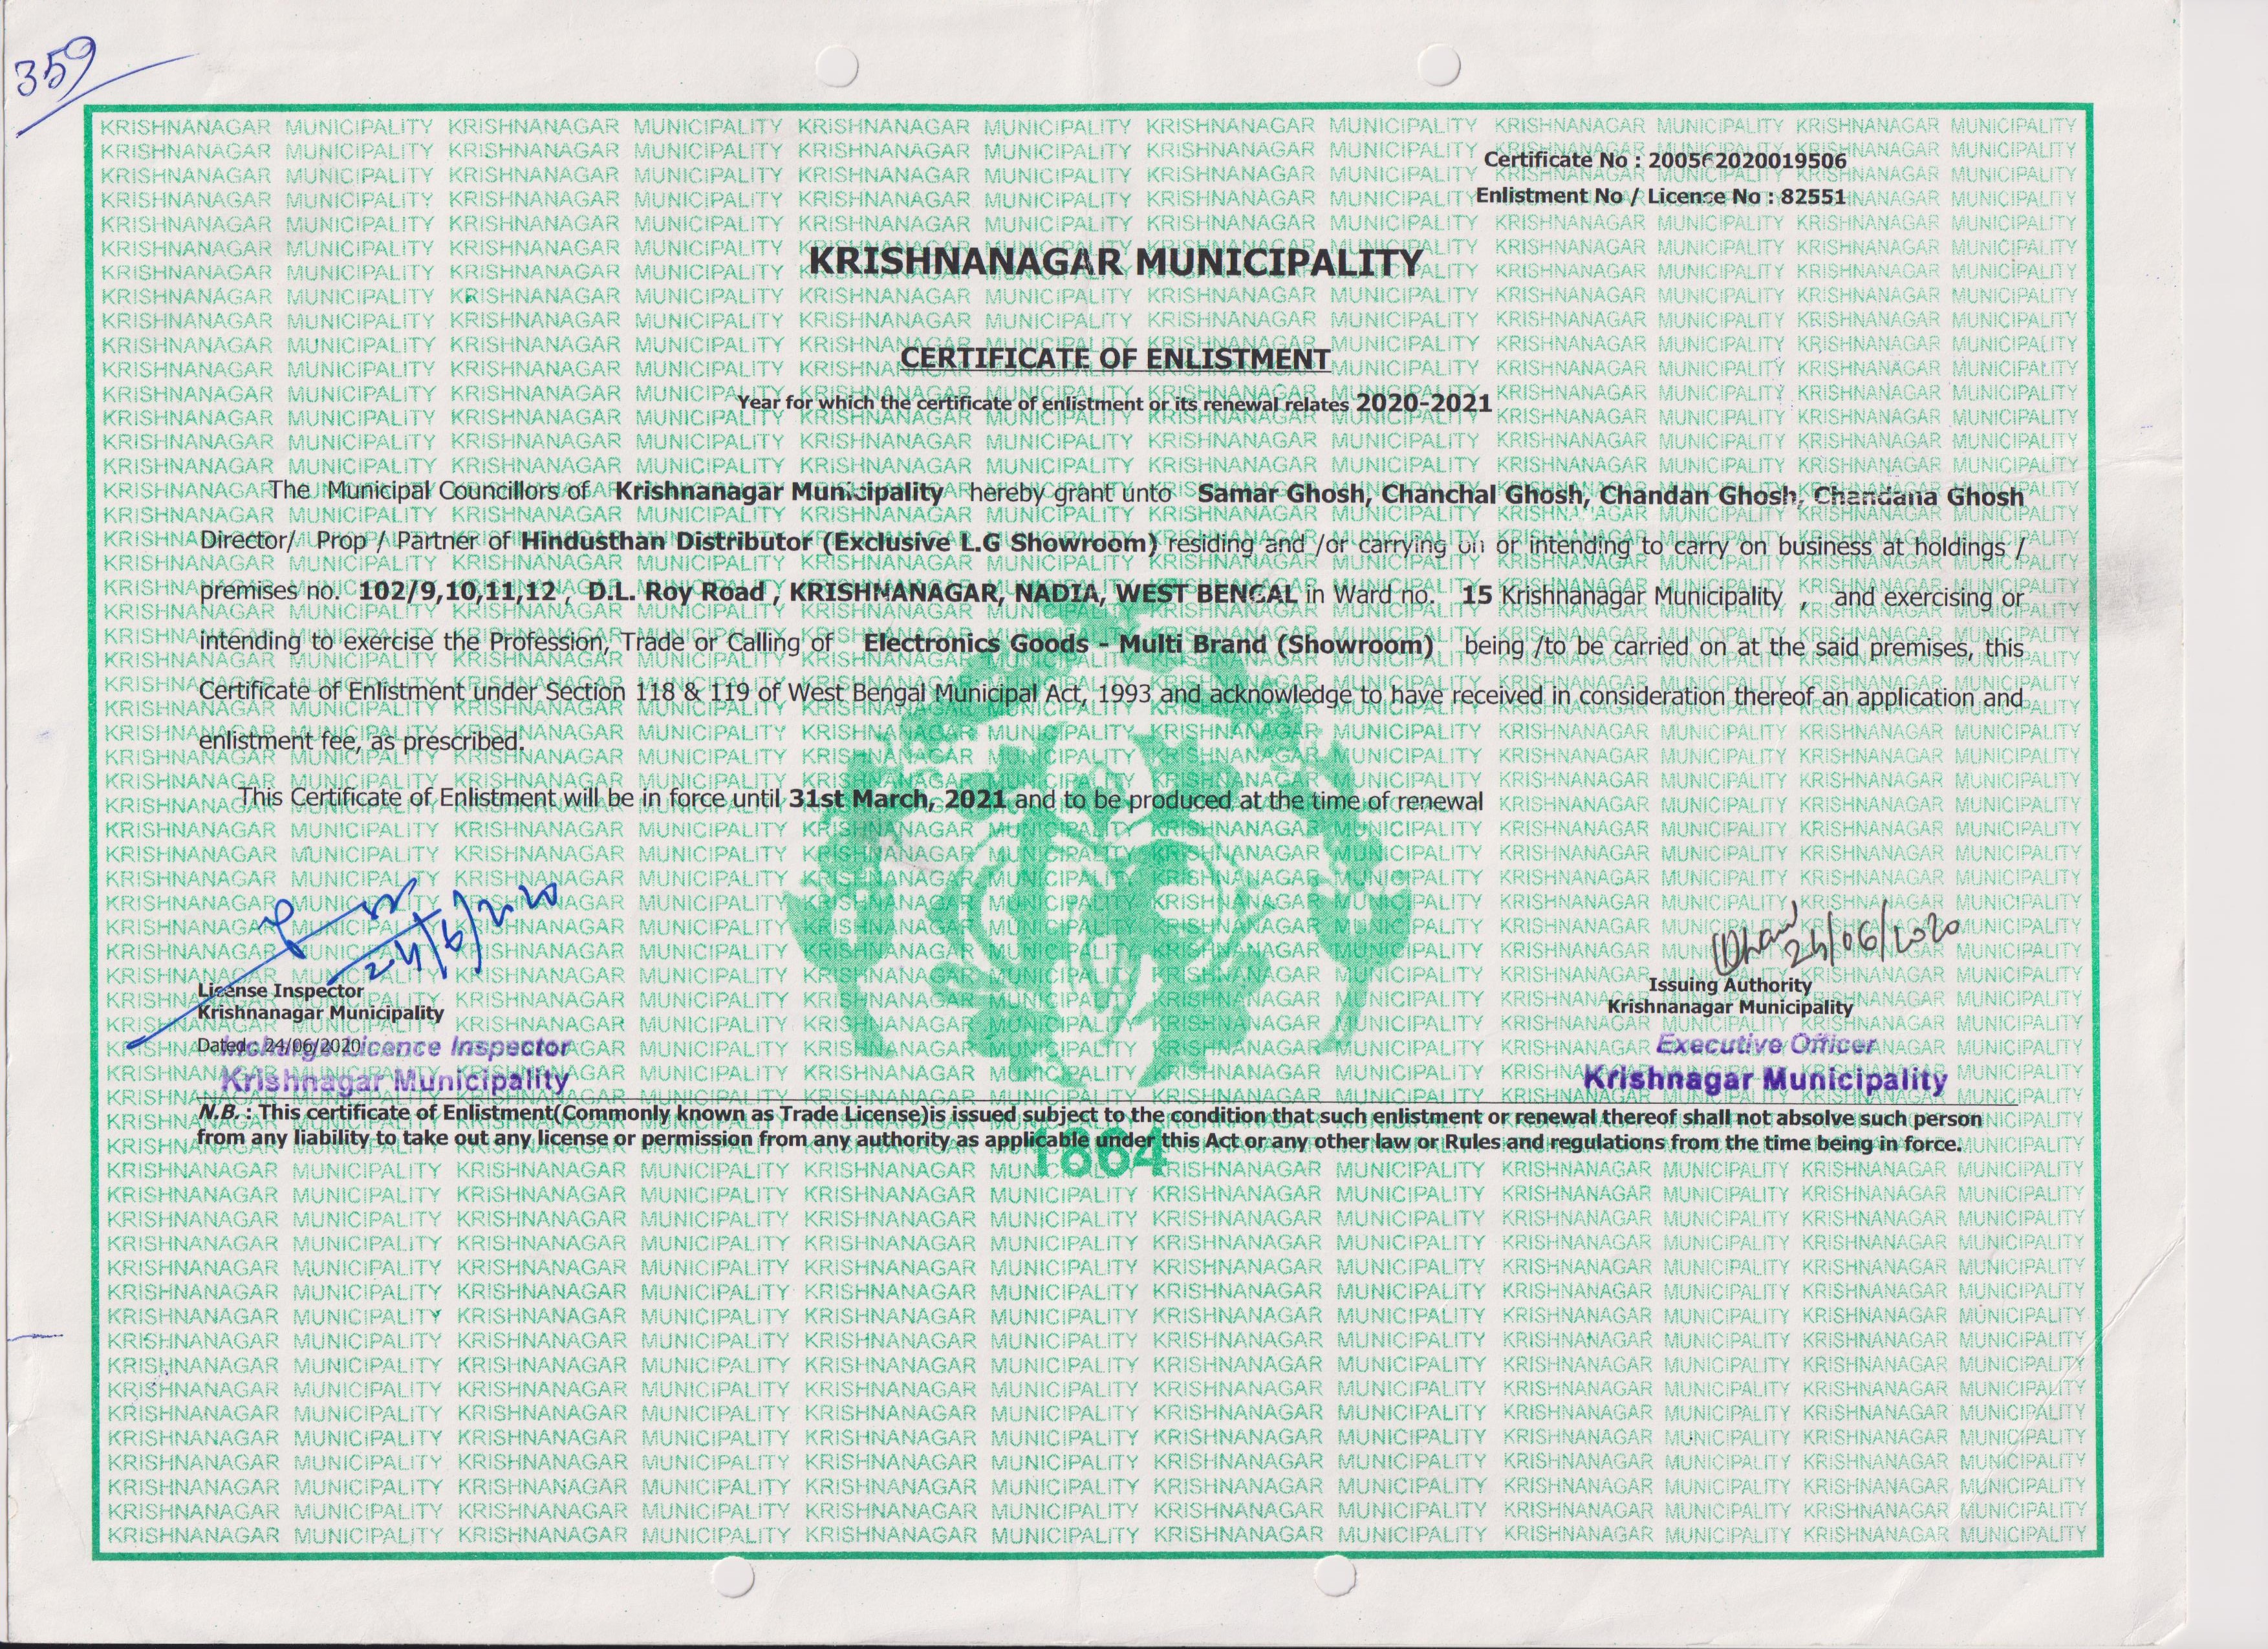 359
Certificate No : 200562020019506
Enlistment No / License No : 82551
KRISHNANAGAR MUNICIPALITY
CERTIFICATE OF ENLISTMENT
Year for which the certificate of enlistment or its renewal relates 2020-2021
The Municipal Councillors of Krishnanagar Municipality hereby grant unto Samar Ghosh, Chanchal Ghosh, Chandan Ghosh, Chandana Ghosh
Director/ Prop / Partner of Hindusthan Distributor (Exclusive L.G Showroom) residing and /or carrying on or intending to carry on business at holdings /
premises no. 102/9,10,11,12 , D.L. Roy Road , KRISHNANAGAR, NADIA, WEST BENGAL in Ward no. 15 Krishnanagar Municipality , and exercising or
intending to exercise the Profession, Trade or Calling of Electronics Goods - Multi Brand (Showroom) being /to be carried on at the said premises, this
Certificate of Enlistment under Section 118 & 119 of West Bengal Municipal Act, 1993 and acknowledge to have received in consideration thereof an application and
enlistment fee, as prescribed.
This Certificate of Enlistment will be in force until 31st March, 2021 and to be produced at the time of renewal
24/6/2020
25/06/2020
License Inspector
Krishnanagar Municipality
Issuing Authority
Krishnanagar Municipality
Dated : 24/06/2020
Incharge Licence Inspector
Krishnagar Municipality
Executive Officer
Krishnagar Municipality
N.B. : This certificate of Enlistment(Commonly known as Trade License)is issued subject to the condition that such enlistment or renewal thereof shall not absolve such person
from any liability to take out any license or permission from any authority as applicable under this Act or any other law or Rules and regulations from the time being in force.
1864